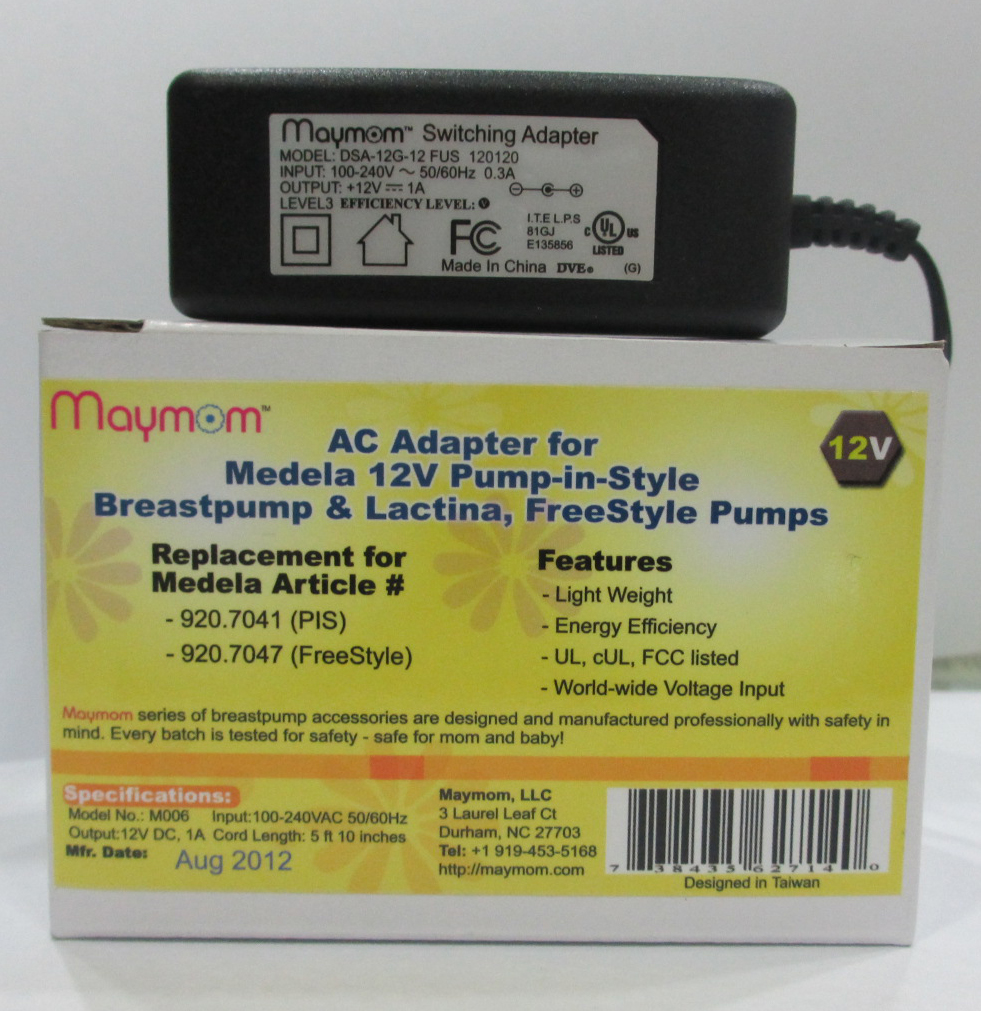 Maymom™ Switching Adapter
MODEL: DSA-12G-12 FUS 120120
INPUT: 100-240V ～ 50/60Hz 0.3A
OUTPUT: +12V ⎓ 1A
LEVEL3 EFFICIENCY LEVEL: V
FC
I.T.E L.P.S
81GJ
E135856
C UL US
LISTED
Made In China DVE® (G)
Maymom™
12V
AC Adapter for
Medela 12V Pump-in-Style
Breastpump & Lactina, FreeStyle Pumps
Replacement for
Medela Article #
- 920.7041 (PIS)
- 920.7047 (FreeStyle)
Features
- Light Weight
- Energy Efficiency
- UL, cUL, FCC listed
- World-wide Voltage Input
Maymom series of breastpump accessories are designed and manufactured professionally with safety in
mind. Every batch is tested for safety - safe for mom and baby!
Specifications:
Model No.: M006 Input:100-240VAC 50/60Hz
Output:12V DC, 1A Cord Length: 5 ft 10 inches
Mfr. Date: Aug 2012
Maymom, LLC
3 Laurel Leaf Ct
Durham, NC 27703
Tel: +1 919-453-5168
http://maymom.com
7 38435 62714 0
Designed in Taiwan